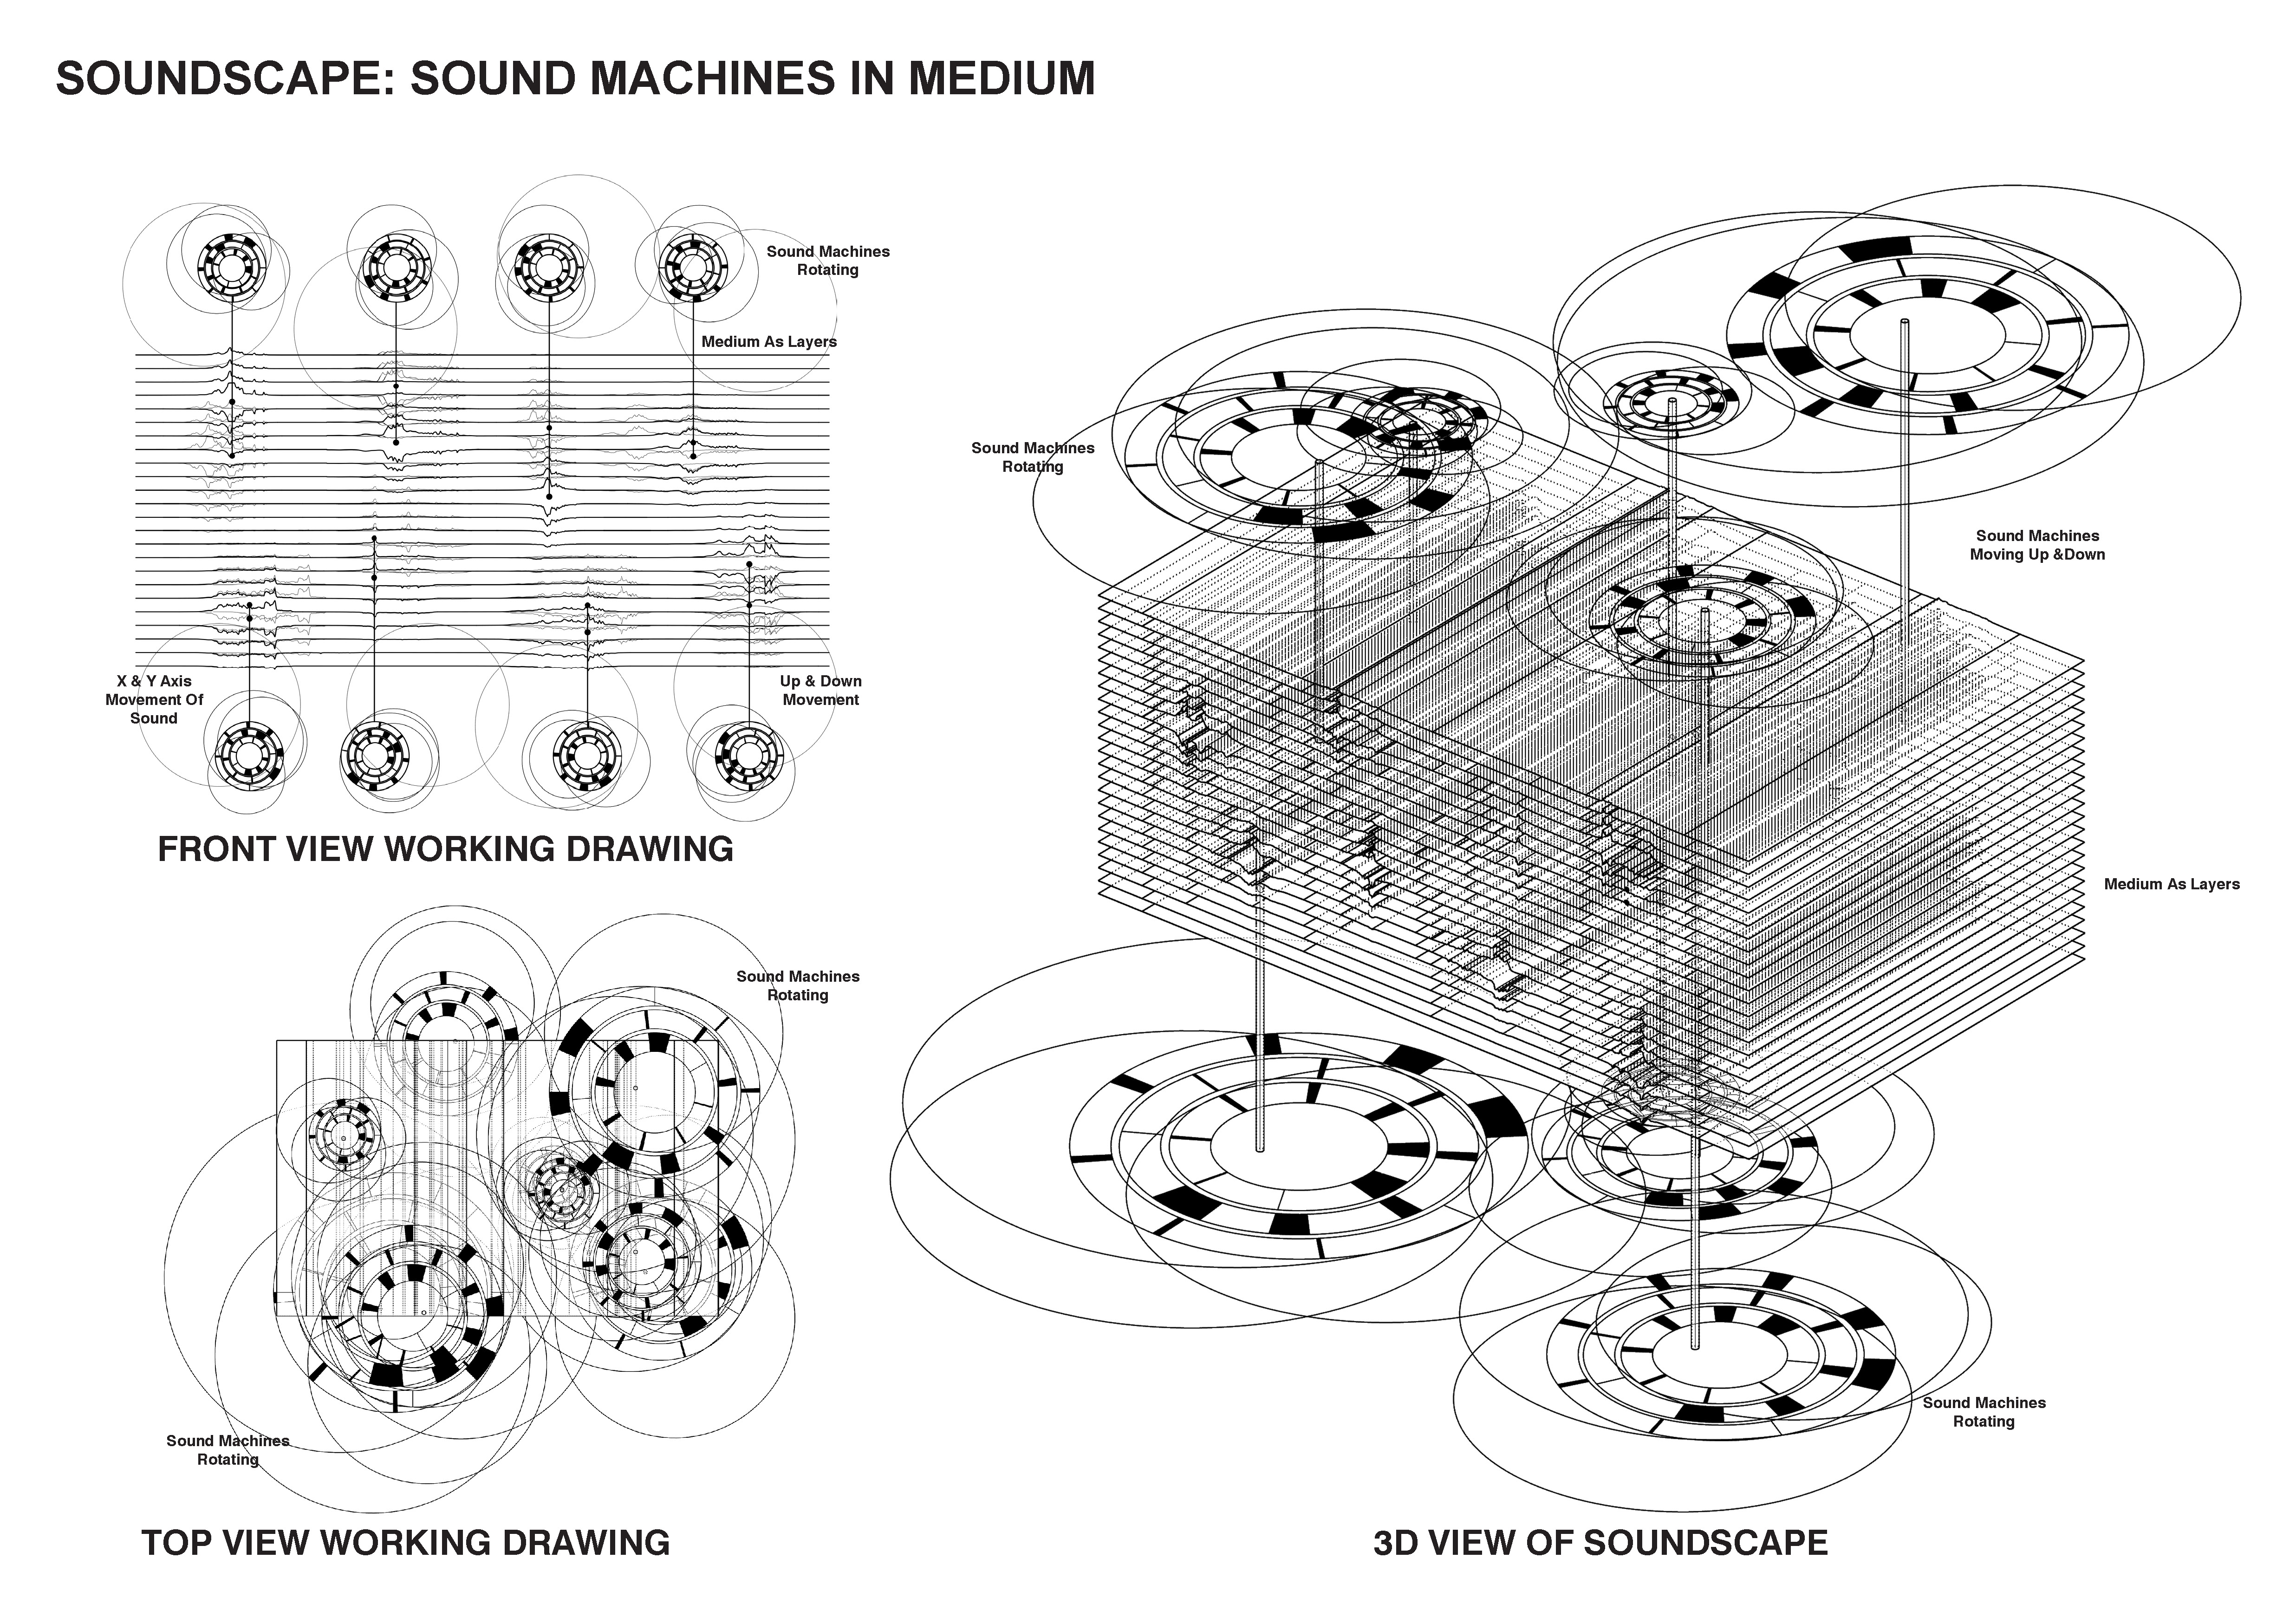 SOUNDSCAPE: SOUND MACHINES IN MEDIUM
Sound Machines
Rotating
Medium As Layers
X & Y Axis
Movement Of
Sound
Up & Down
Movement
FRONT VIEW WORKING DRAWING
Sound Machines
Rotating
Sound Machines
Rotating
TOP VIEW WORKING DRAWING
Sound Machines
Rotating
Sound Machines
Moving Up &Down
Medium As Layers
Sound Machines
Rotating
3D VIEW OF SOUNDSCAPE